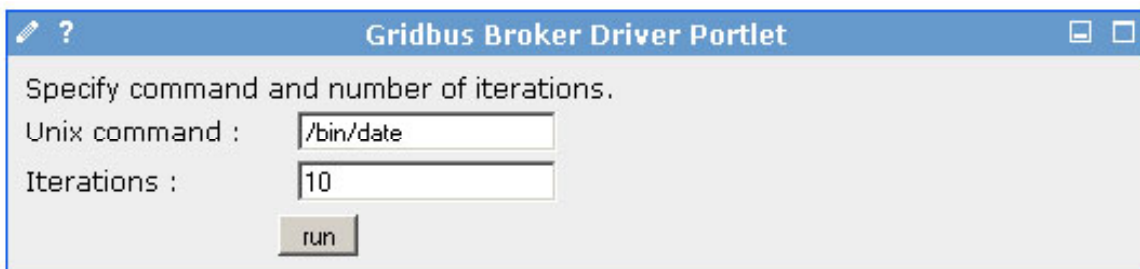 ? Gridbus Broker Driver Portlet
Specify command and number of iterations.
Unix command : /bin/date
Iterations : 10
run